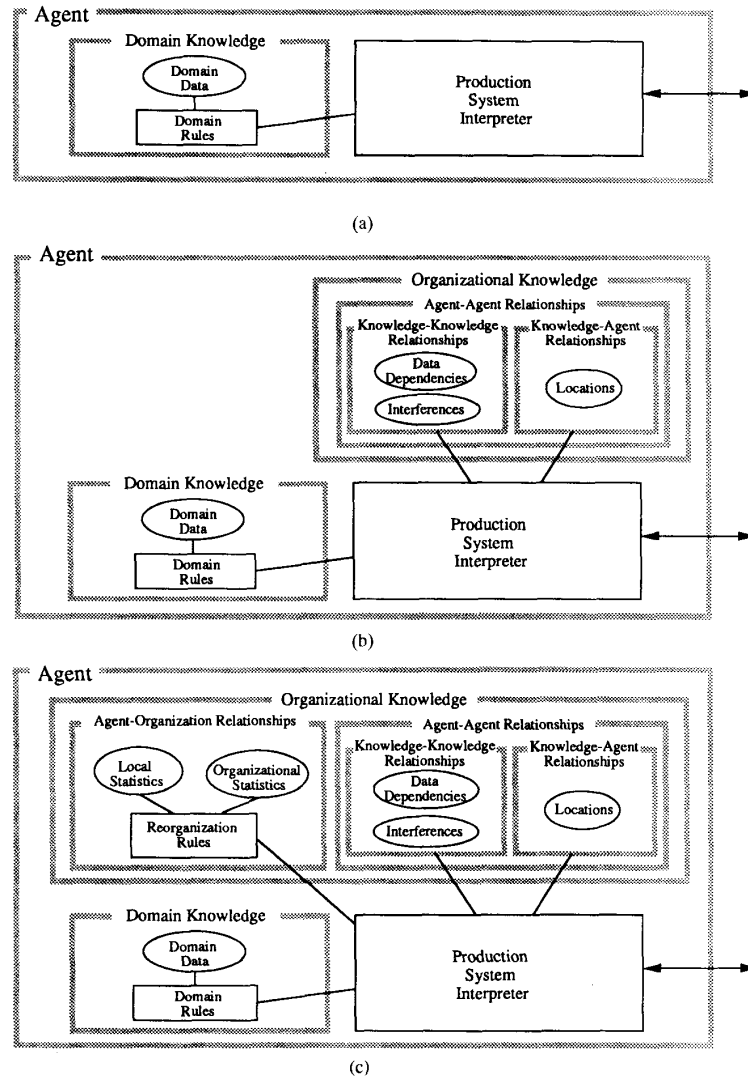 Agent
Domain Knowledge
Domain
Data
Domain
Rules
Production
System
Interpreter
(a)
Agent
Organizational Knowledge
Agent-Agent Relationships
Knowledge-Knowledge
Relationships
Data
Dependencies
Interferences
Knowledge-Agent
Relationships
Locations
Domain Knowledge
Domain
Data
Domain
Rules
Production
System
Interpreter
(b)
Agent
Organizational Knowledge
Agent-Organization Relationships
Local
Statistics
Organizational
Statistics
Reorganization
Rules
Agent-Agent Relationships
Knowledge-Knowledge
Relationships
Data
Dependencies
Interferences
Knowledge-Agent
Relationships
Locations
Domain Knowledge
Domain
Data
Domain
Rules
Production
System
Interpreter
(c)